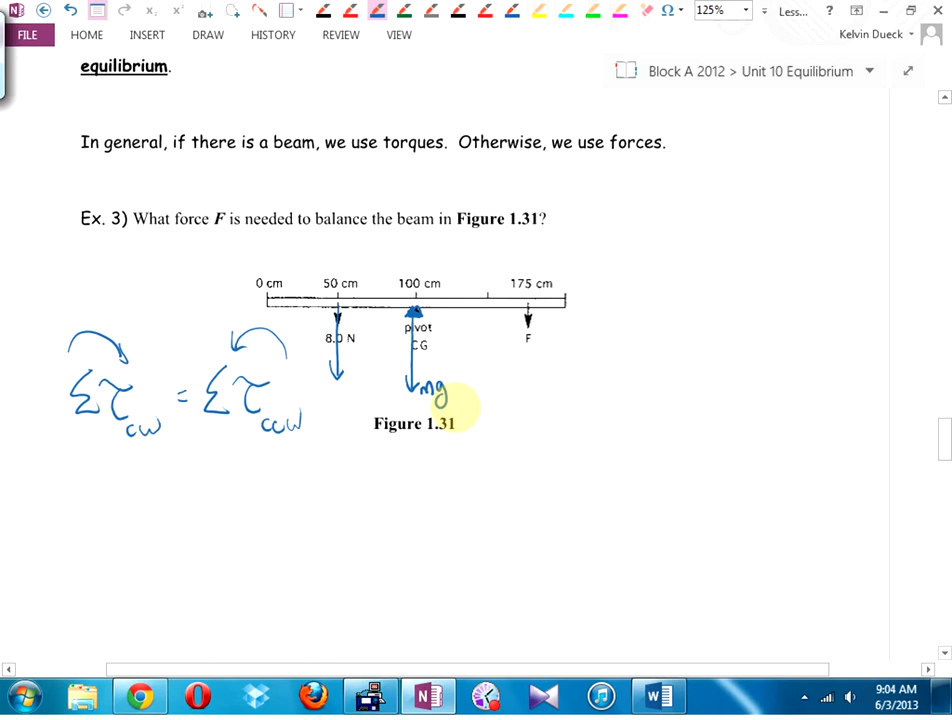 125%
Less...
?
FILE
HOME
INSERT
DRAW
HISTORY
REVIEW
VIEW
Kelvin Dueck
equilibrium.
Block A 2012 > Unit 10 Equilibrium
In general, if there is a beam, we use torques. Otherwise, we use forces.
Ex. 3) What force F is needed to balance the beam in Figure 1.31?
0 cm 50 cm 100 cm 175 cm
8.0 N pivot F
CG
mg
Στcw = Στccw
Figure 1.31
9:04 AM
6/3/2013